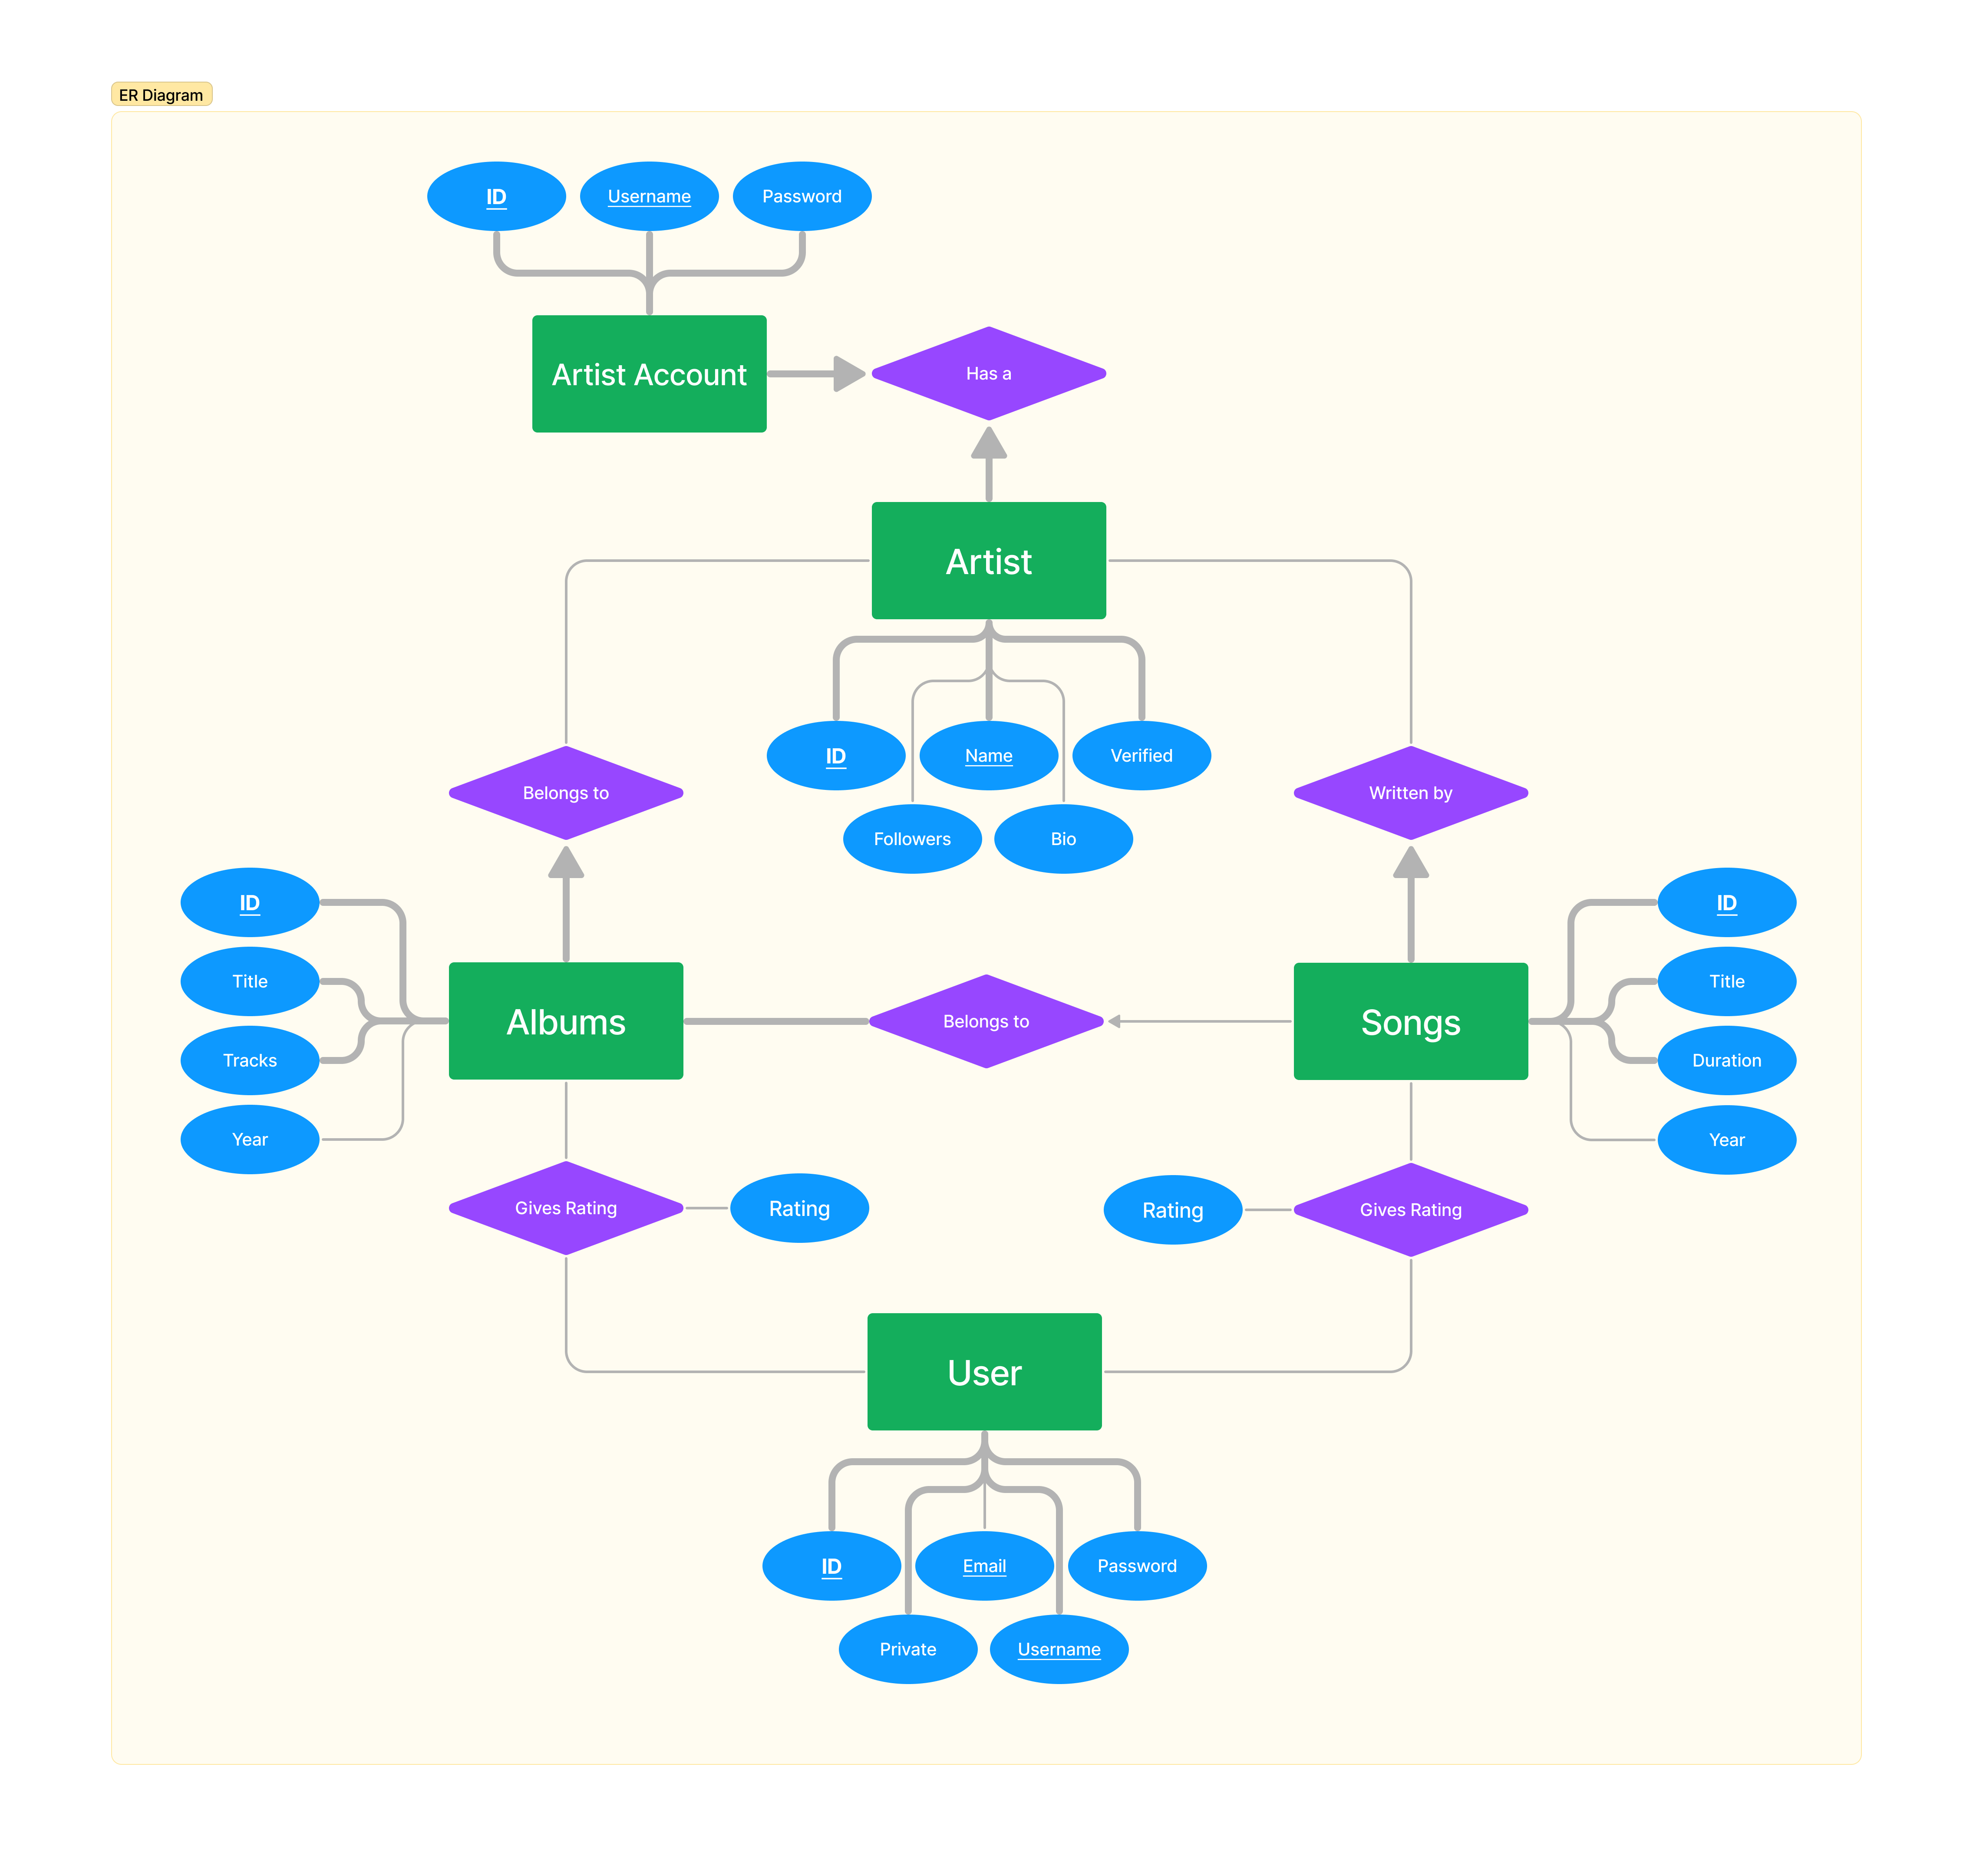 ER Diagram
ID
Username
Password
Artist Account
Has a
Artist
ID
Name
Verified
Followers
Bio
Belongs to
Written by
ID
Title
Tracks
Year
Albums
Belongs to
Songs
ID
Title
Duration
Year
Gives Rating
Rating
Rating
Gives Rating
User
ID
Email
Password
Private
Username